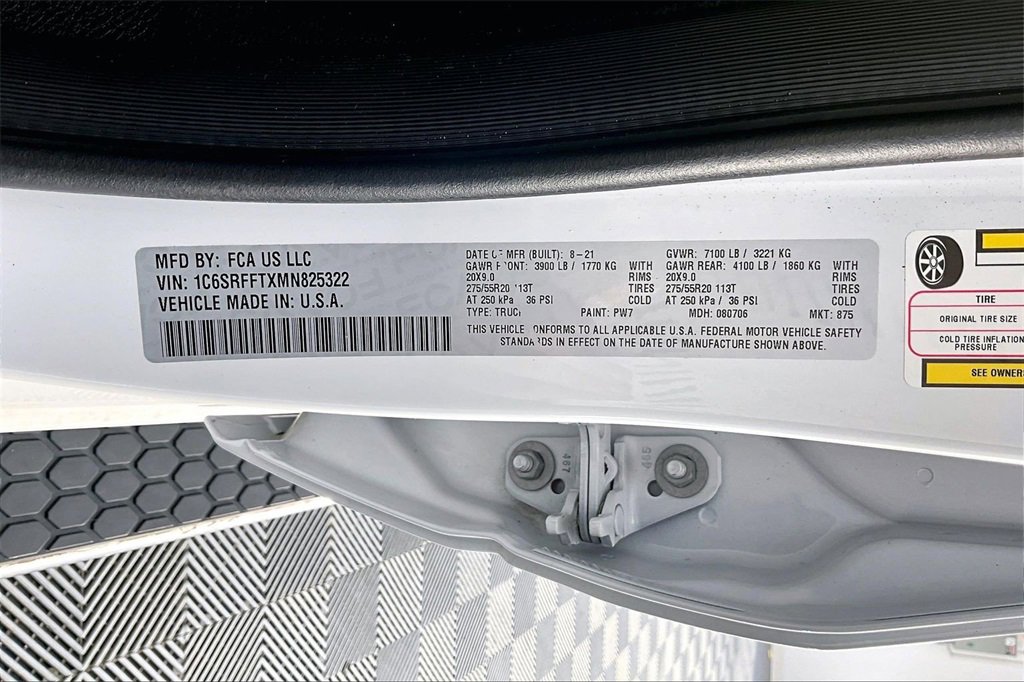 MFD BY: FCA US LLC
VIN: 1C6SRFFTXMN825322
VEHICLE MADE IN: U.S.A.
DATE OF MFR (BUILT): 8-21 GVWR: 7100 LB / 3221 KG
GAWR FRONT: 3900 LB / 1770 KG WITH GAWR REAR: 4100 LB / 1860 KG WITH
20X9.0 RIMS 20X9.0 RIMS
275/55R20 113T TIRES 275/55R20 113T TIRES
AT 250 kPa / 36 PSI COLD AT 250 kPa / 36 PSI COLD
TYPE: TRUCK PAINT: PW7 MDH: 080706 MKT: 875
THIS VEHICLE CONFORMS TO ALL APPLICABLE U.S.A. FEDERAL MOTOR VEHICLE SAFETY
STANDARDS IN EFFECT ON THE DATE OF MANUFACTURE SHOWN ABOVE.
TIRE
ORIGINAL TIRE SIZE
COLD TIRE INFLATION
PRESSURE
SEE OWNERS
467
465